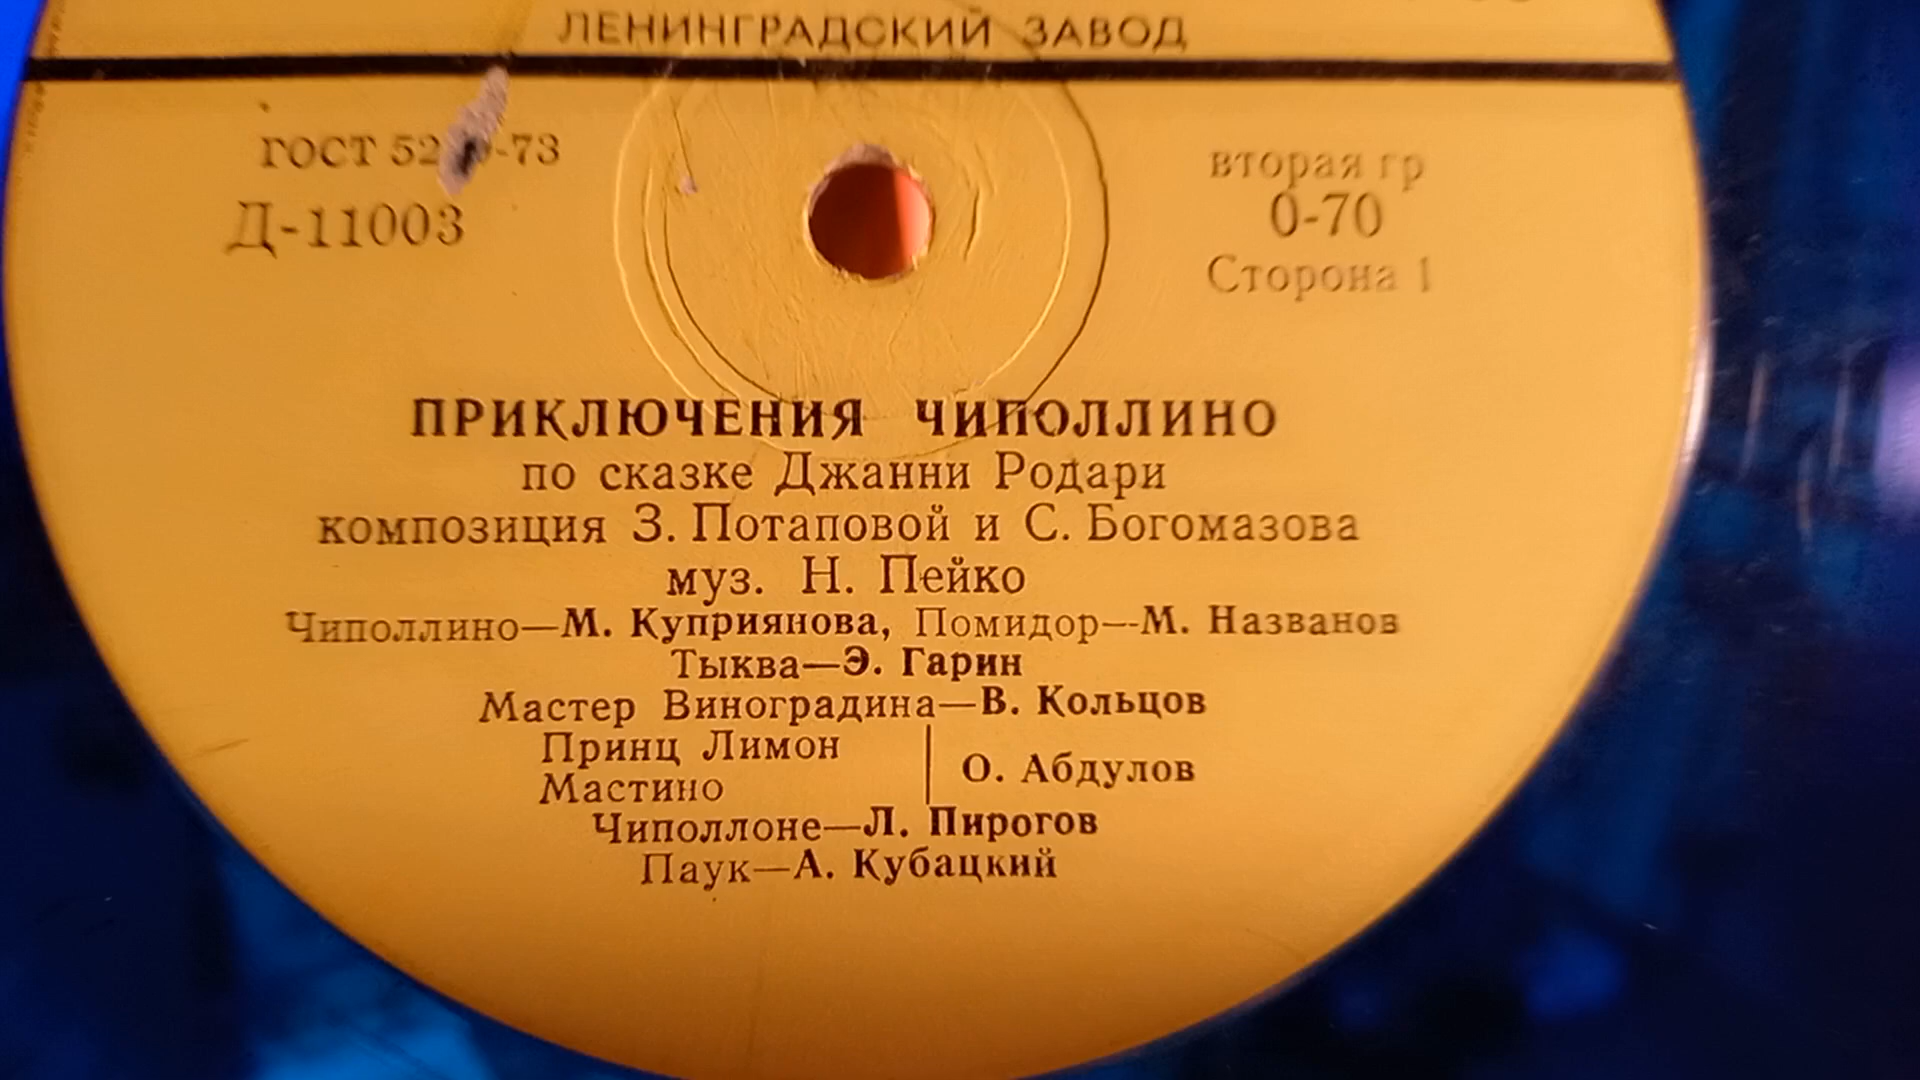 ЛЕНИНГРАДСКИЙ ЗАВОД
ГОСТ
Д-11003
вторая гр
0-70
Сторона 1
ПРИКЛЮЧЕНИЯ ЧИПОЛЛИНО
по сказке Джанни Родари
композиция З. Потаповой и С. Богомазова
муз. Н. Пейко
Чиполлино—М. Куприянова, Помидор—М. Названов
Тыква—Э. Гарин
Мастер Виноградина—В. Кольцов
Принц Лимон
Мастино
О. Абдулов
Чиполлоне—Л. Пирогов
Паук—А. Кубацкий